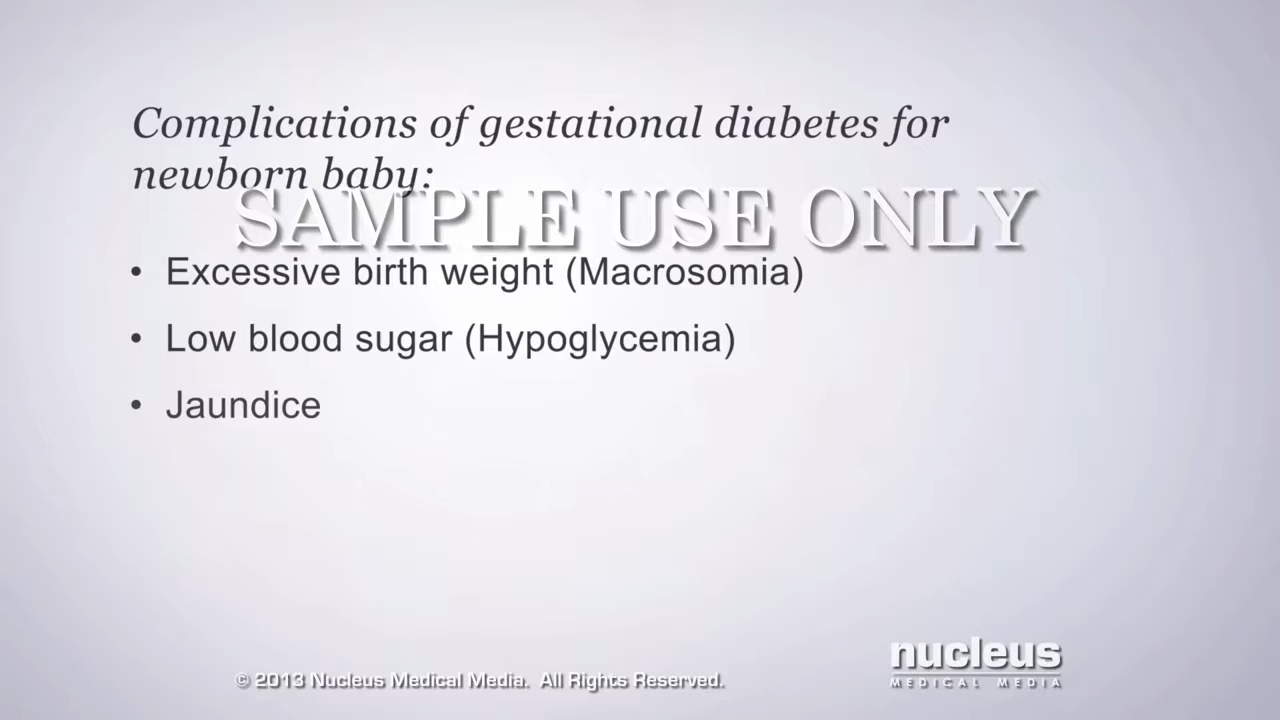 Complications of gestational diabetes for
newborn baby:
SAMPLE USE ONLY
• Excessive birth weight (Macrosomia)
• Low blood sugar (Hypoglycemia)
• Jaundice
nucleus
MEDICAL MEDIA
© 2013 Nucleus Medical Media. All Rights Reserved.